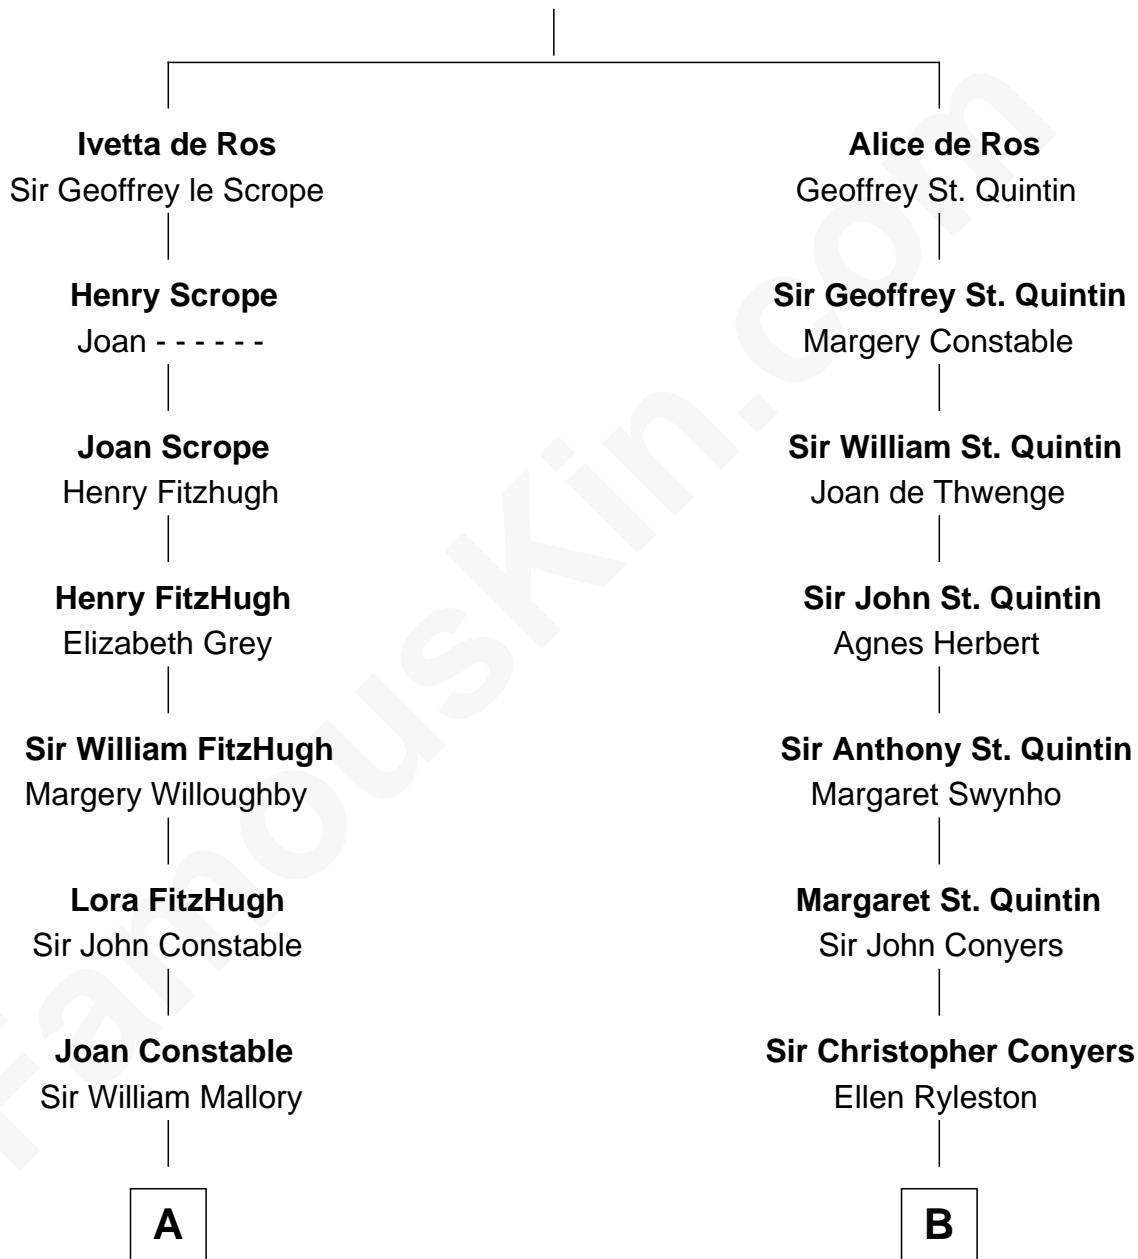 Ivetta de Ros
Sir Geoffrey le Scrope
Henry Scrope
Joan - - - - - -
Joan Scrope
Henry Fitzhugh
Henry FitzHugh
Elizabeth Grey
Sir William FitzHugh
Margery Willoughby
Lora FitzHugh
Sir John Constable
Joan Constable
Sir William Mallory
A
Alice de Ros
Geoffrey St. Quintin
Sir Geoffrey St. Quintin
Margery Constable
Sir William St. Quintin
Joan de Thwenge
Sir John St. Quintin
Agnes Herbert
Sir Anthony St. Quintin
Margaret Swynho
Margaret St. Quintin
Sir John Conyers
Sir Christopher Conyers
Ellen Ryleston
B
FamousKin.com